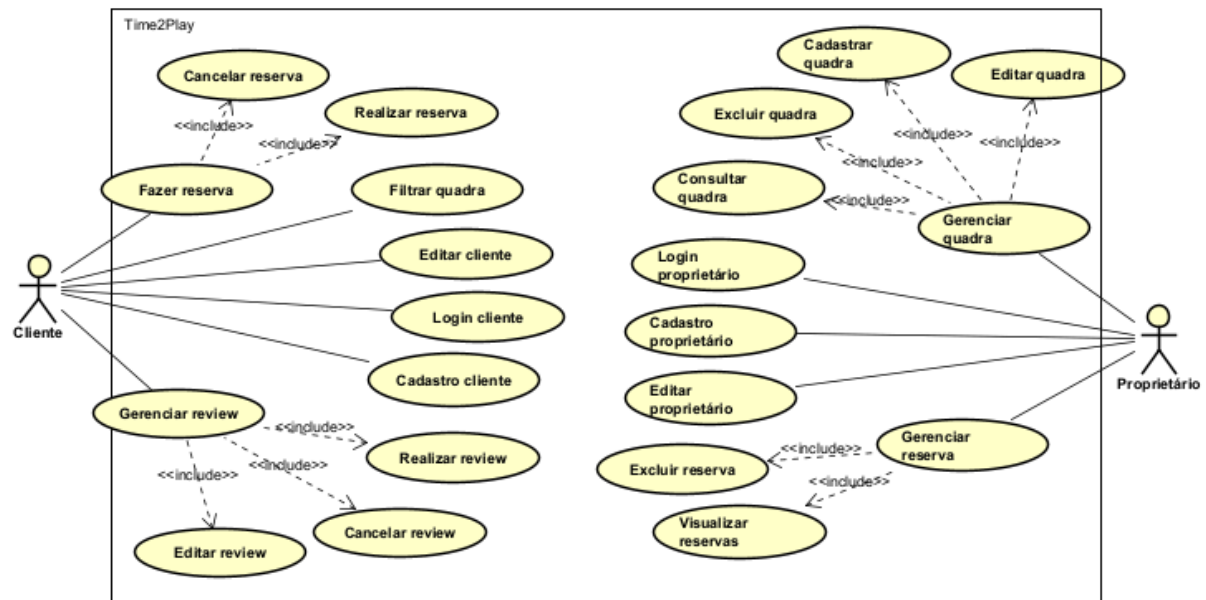 Time2Play
Cancelar reserva
<<include>>
Realizar reserva
<<include>>
Fazer reserva
Filtrar quadra
Editar cliente
Login cliente
Cadastro cliente
Cliente
Gerenciar review
<<include>>
Realizar review
<<include>>
<<include>>
Cancelar review
Editar review
Cadastrar
quadra
Editar quadra
Excluir quadra
<<include>>
<<include>>
Consultar
quadra
<<include>>
<<include>>
Gerenciar
quadra
Login
proprietário
Cadastro
proprietário
Editar
proprietário
Proprietário
Gerenciar
reserva
<<include>>
Excluir reserva
<<include>>
Visualizar
reservas